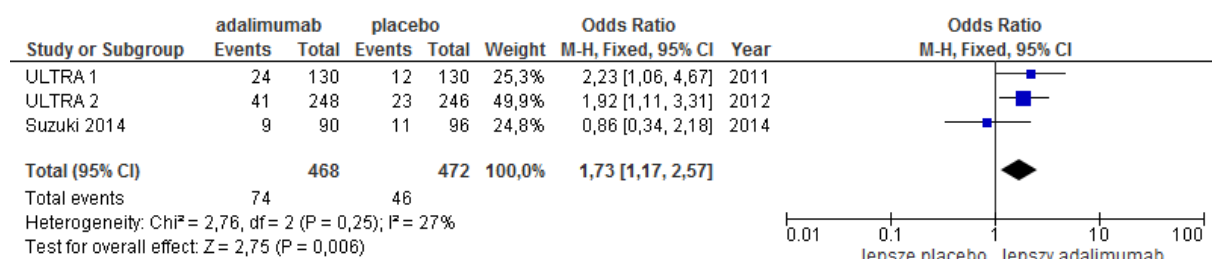 adalimumab placebo Odds Ratio Odds Ratio
Study or Subgroup Events Total Events Total Weight M-H, Fixed, 95% CI Year M-H, Fixed, 95% CI
ULTRA 1 24 130 12 130 25,3% 2,23 [1,06, 4,67] 2011
ULTRA 2 41 248 23 246 49,9% 1,92 [1,11, 3,31] 2012
Suzuki 2014 9 90 11 96 24,8% 0,86 [0,34, 2,18] 2014
Total (95% CI) 468 472 100,0% 1,73 [1,17, 2,57]
Total events 74 46
Heterogeneity: Chi² = 2,76, df = 2 (P = 0,25); I² = 27%
Test for overall effect: Z = 2,75 (P = 0,006)
0.01 0.1 1 10 100
lepsze placebo lepszy adalimumab